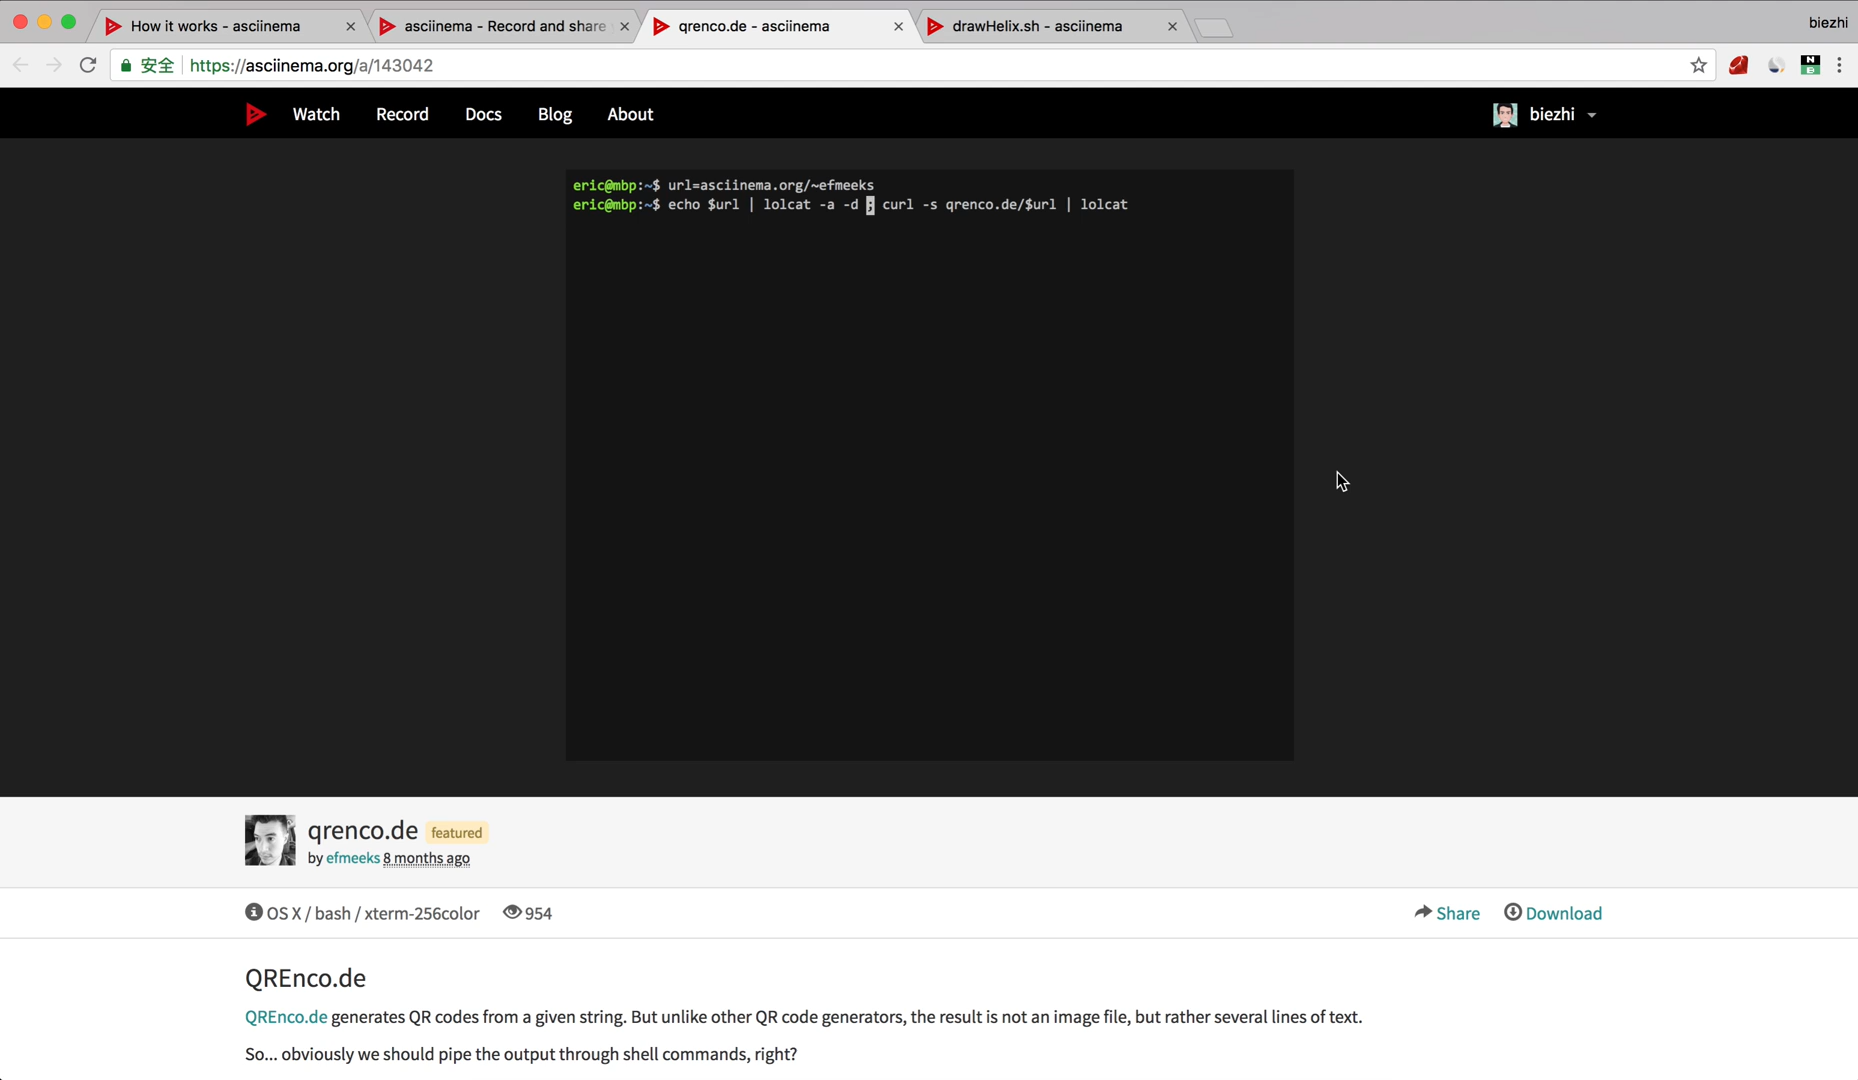 How it works - asciinema
asciinema - Record and share
qrenco.de - asciinema
drawHelix.sh - asciinema
biezhi
安全
https://asciinema.org/a/143042
Watch
Record
Docs
Blog
About
biezhi
eric@mbp:~$ url=asciinema.org/~efmeeks
eric@mbp:~$ echo $url | lolcat -a -d ; curl -s qrenco.de/$url | lolcat
qrenco.de featured
by efmeeks 8 months ago
OS X / bash / xterm-256color
954
Share
Download
QREnco.de
QREnco.de generates QR codes from a given string. But unlike other QR code generators, the result is not an image file, but rather several lines of text.
So... obviously we should pipe the output through shell commands, right?